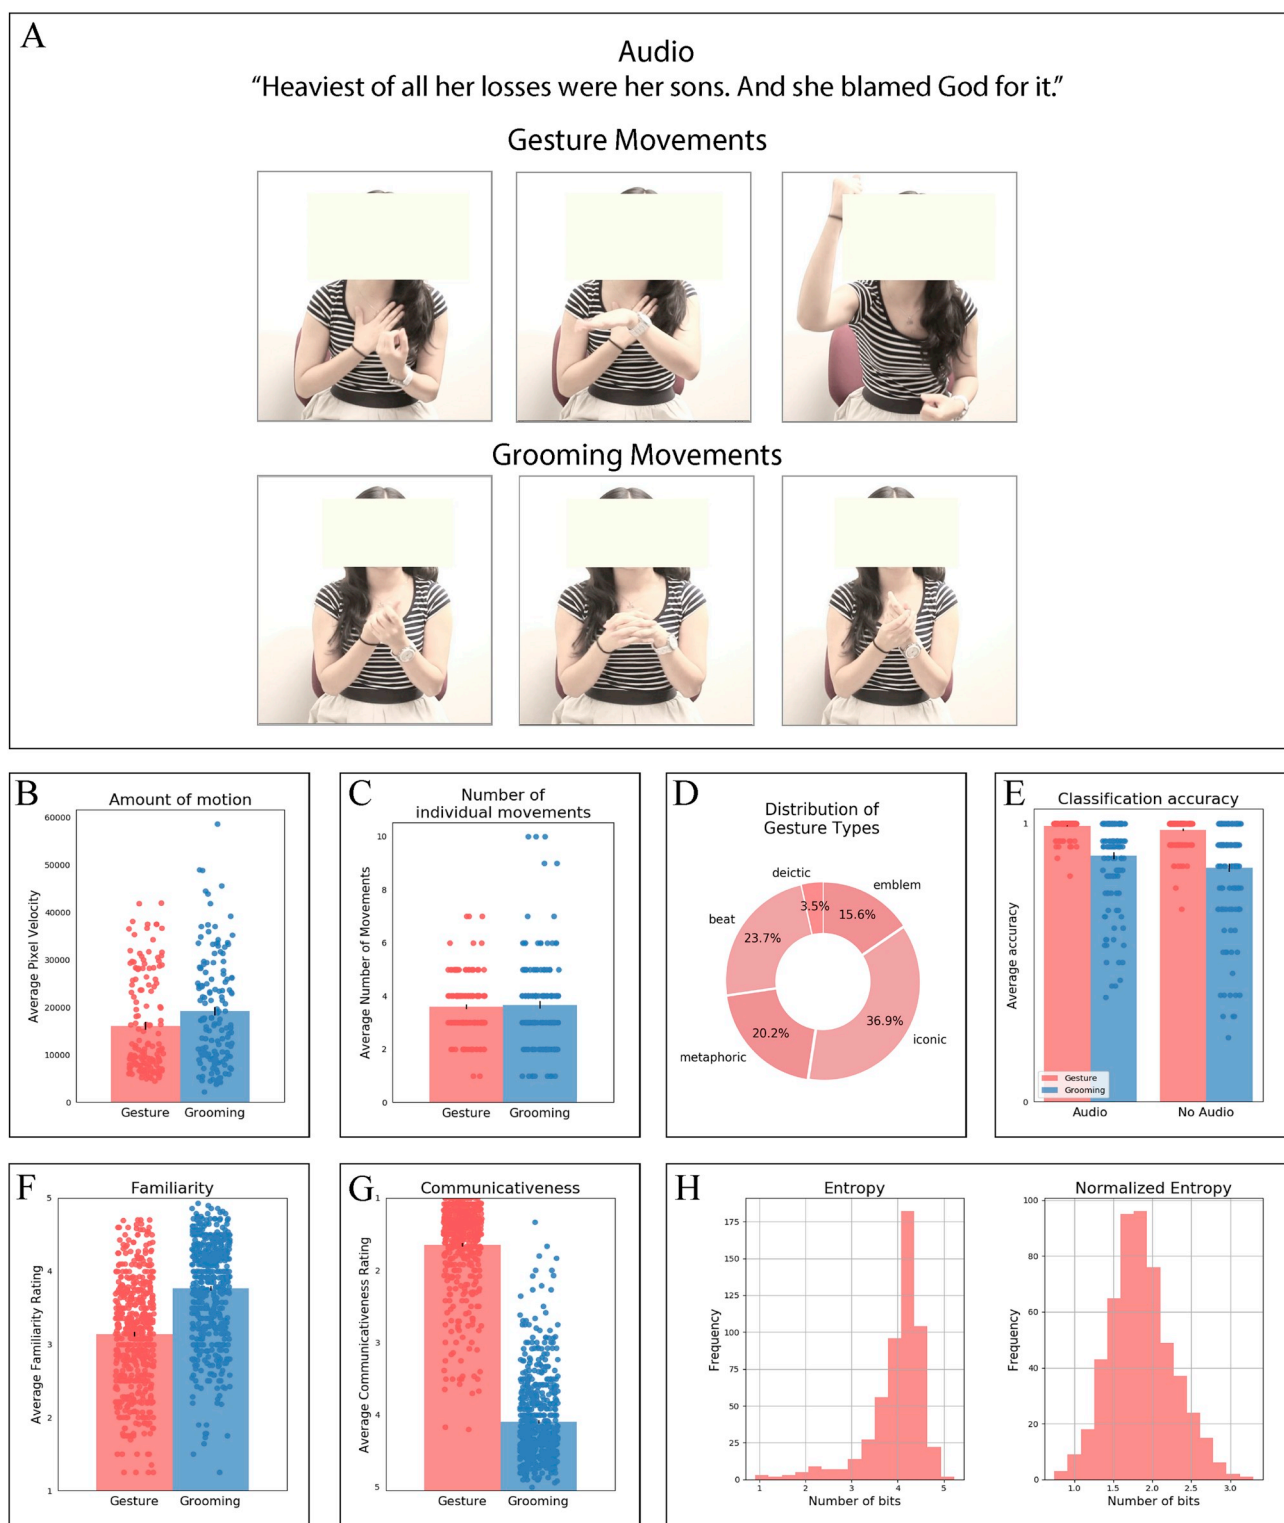 A
Audio
“Heaviest of all her losses were her sons. And she blamed God for it.”
Gesture Movements
Grooming Movements
B
Amount of motion
Average Pixel Velocity
60000
50000
40000
30000
20000
10000
0
Gesture
Grooming
C
Number of
individual movements
Average Number of Movements
10
8
6
4
2
0
Gesture
Grooming
D
Distribution of
Gesture Types
deictic
3.5%
emblem
15.6%
beat
23.7%
36.9%
iconic
20.2%
metaphoric
E
Classification accuracy
Average accuracy
1
0
Gesture
Grooming
Audio
No Audio
F
Familiarity
Average Familiarity Rating
5
4
3
2
1
Gesture
Grooming
G
Communicativeness
Average Communicativeness Rating
1
2
3
4
5
Gesture
Grooming
H
Entropy
Frequency
175
150
125
100
75
50
25
0
1
2
3
4
5
Number of bits
Normalized Entropy
Frequency
100
80
60
40
20
0
1.0
1.5
2.0
2.5
3.0
Number of bits